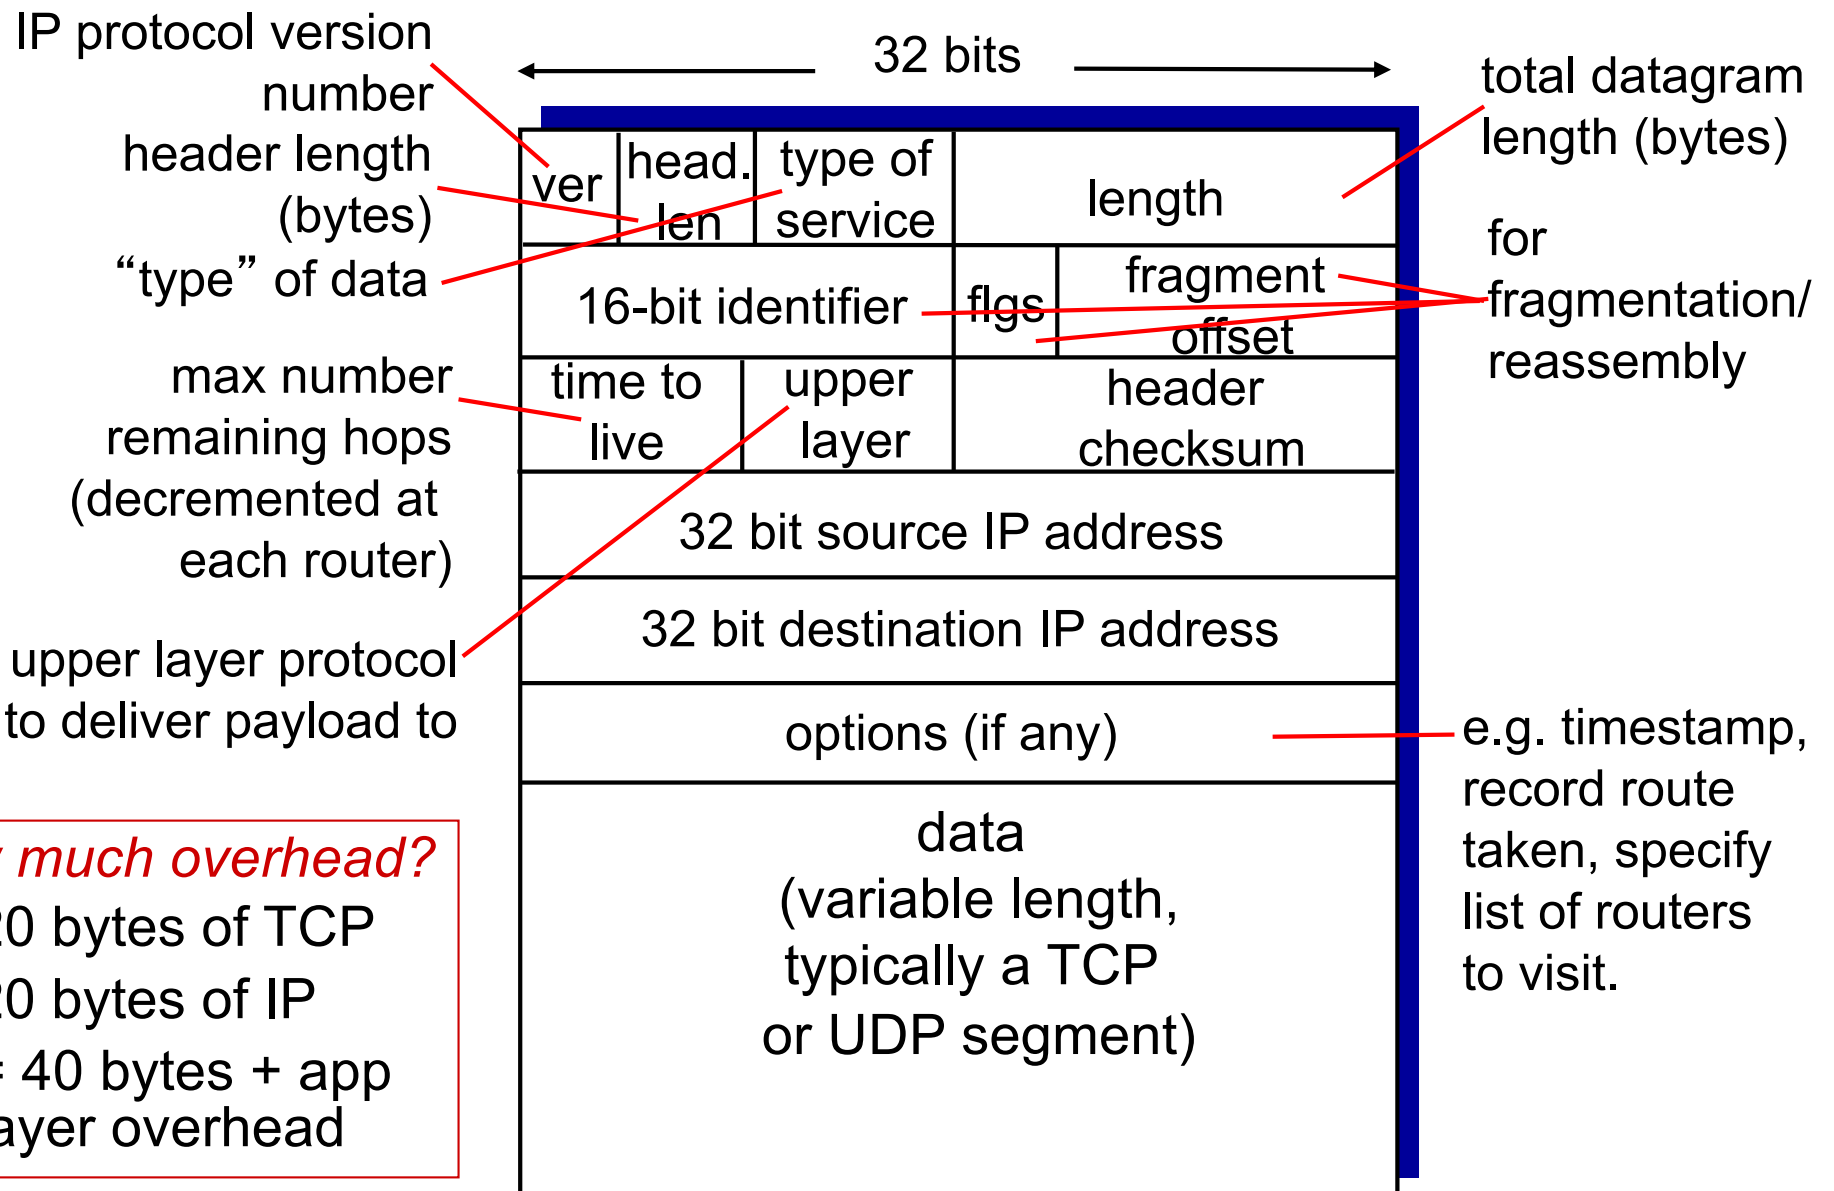 IP protocol version
number
header length
(bytes)
“type” of data
max number
remaining hops
(decremented at
each router)
upper layer protocol
to deliver payload to
much overhead?
20 bytes of TCP
20 bytes of IP
= 40 bytes + app
layer overhead
32 bits
ver
head.
len
type of
service
length
16-bit identifier
flgs
fragment
offset
time to
live
upper
layer
header
checksum
32 bit source IP address
32 bit destination IP address
options (if any)
data
(variable length,
typically a TCP
or UDP segment)
total datagram
length (bytes)
for
fragmentation/
reassembly
e.g. timestamp,
record route
taken, specify
list of routers
to visit.